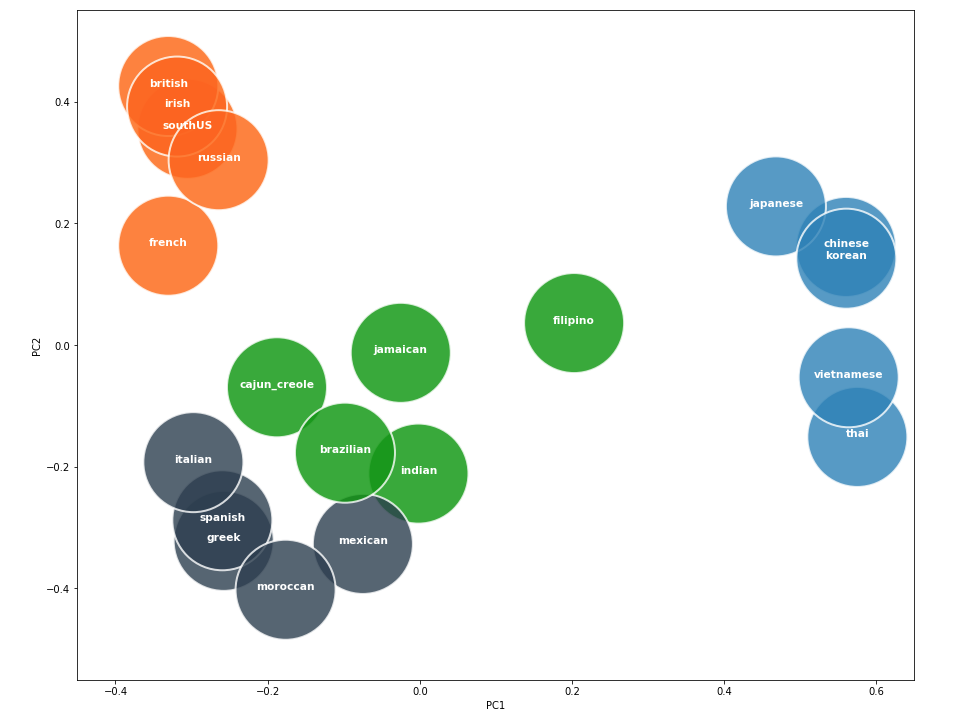 british
irish
southUS
russian
french
japanese
chinese
korean
filipino
jamaican
cajun_creole
vietnamese
thai
brazilian
indian
italian
spanish
greek
mexican
moroccan
0.4
0.2
0.0
−0.2
−0.4
PC2
−0.4 −0.2 0.0 0.2 0.4 0.6
PC1